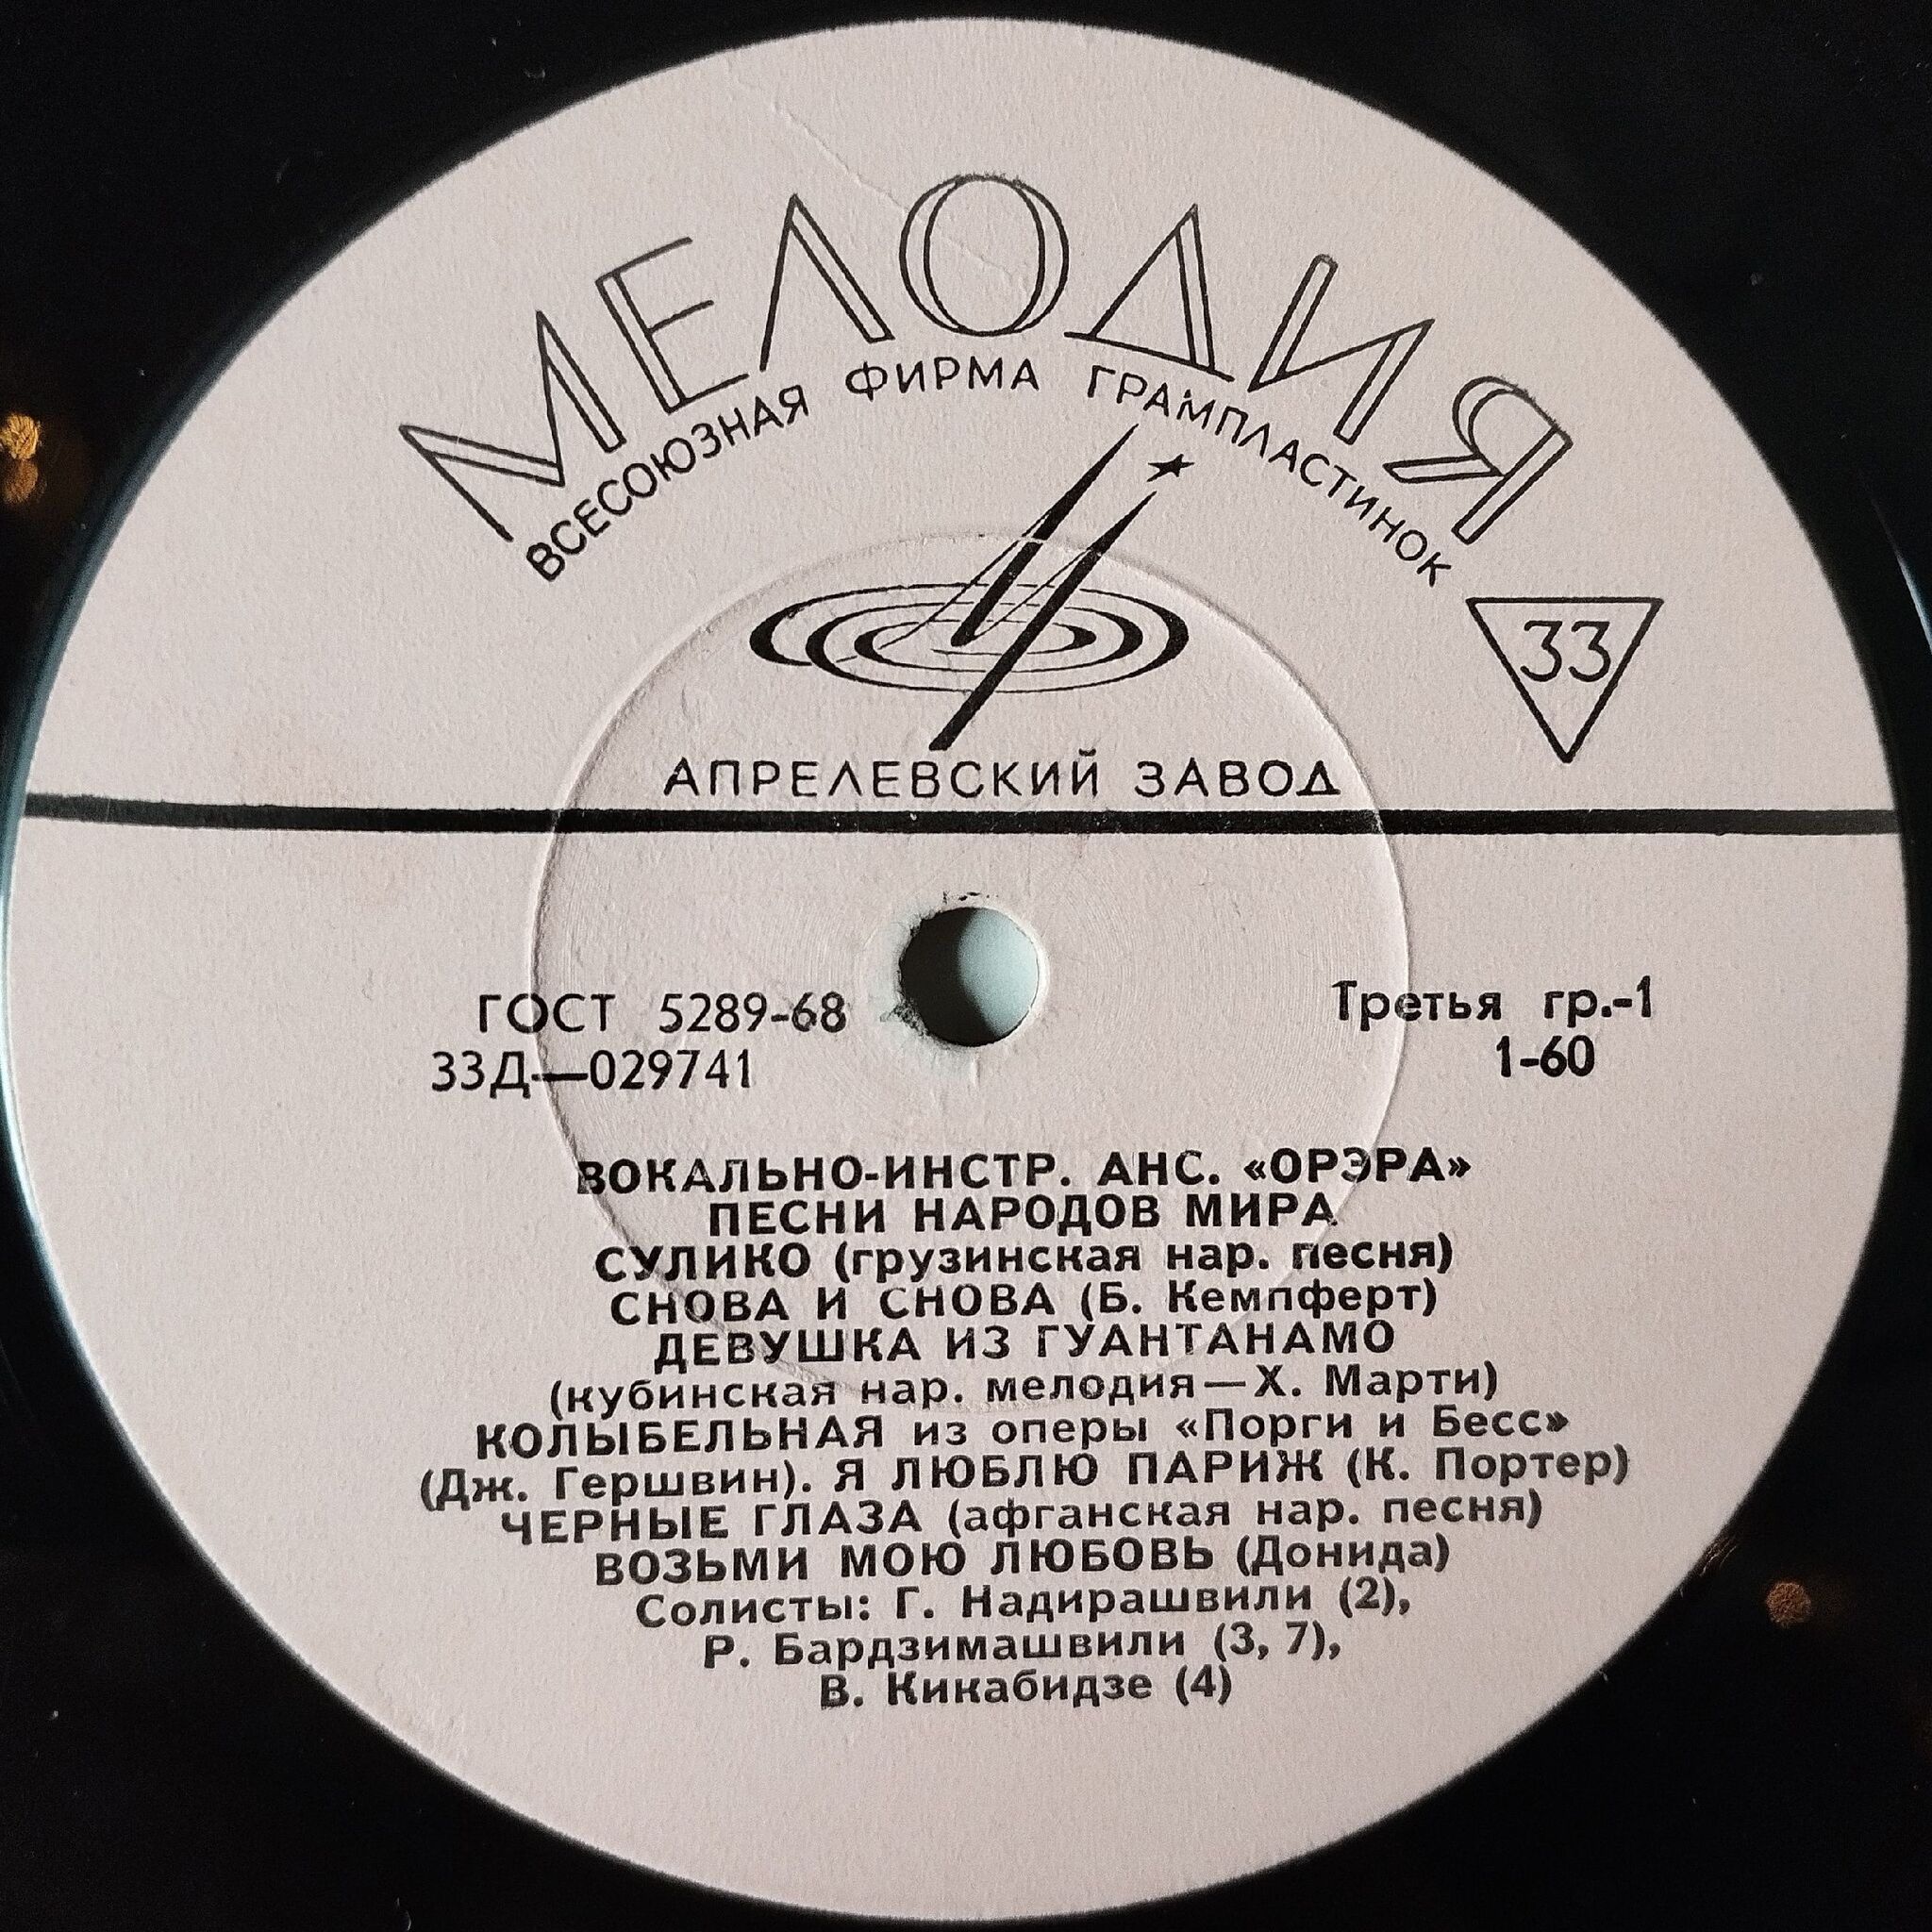 МЕЛОДИЯ
ВСЕСОЮЗНАЯ ФИРМА ГРАМПЛАСТИНОК
33
АПРЕЛЕВСКИЙ ЗАВОД
ГОСТ 5289-68
33Д—029741
Третья гр.-1
1-60
ВОКАЛЬНО-ИНСТР. АНС. «ОРЭРА»
ПЕСНИ НАРОДОВ МИРА
СУЛИКО (грузинская нар. песня)
СНОВА И СНОВА (Б. Кемпферт)
ДЕВУШКА ИЗ ГУАНТАНАМО
(кубинская нар. мелодия—Х. Марти)
КОЛЫБЕЛЬНАЯ из оперы «Порги и Бесс»
(Дж. Гершвин). Я ЛЮБЛЮ ПАРИЖ (К. Портер)
ЧЕРНЫЕ ГЛАЗА (афганская нар. песня)
ВОЗЬМИ МОЮ ЛЮБОВЬ (Донида)
Солисты: Г. Надирашвили (2),
Р. Бардзимашвили (3, 7),
В. Кикабидзе (4)